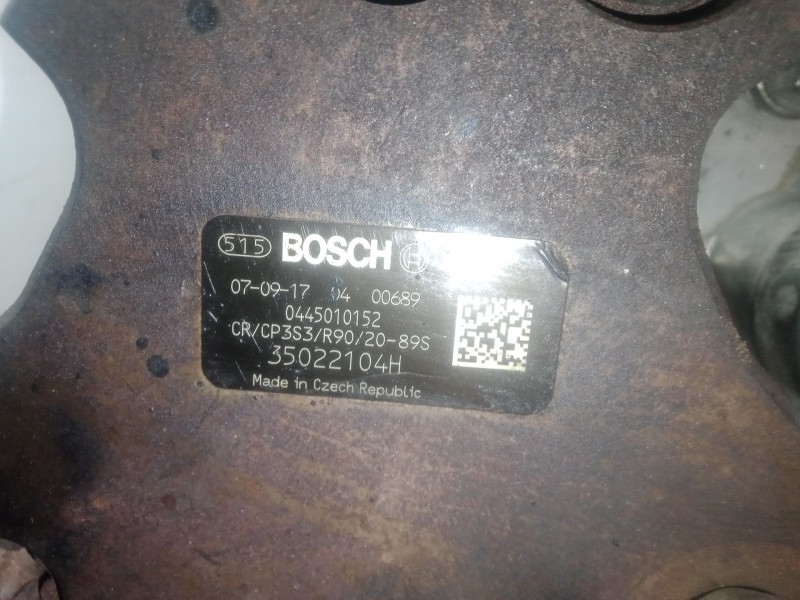 515 BOSCH
07-09-17 04 00689
0445010152
CR/CP3S3/R90/20-89S
35022104H
Made in Czech Republic